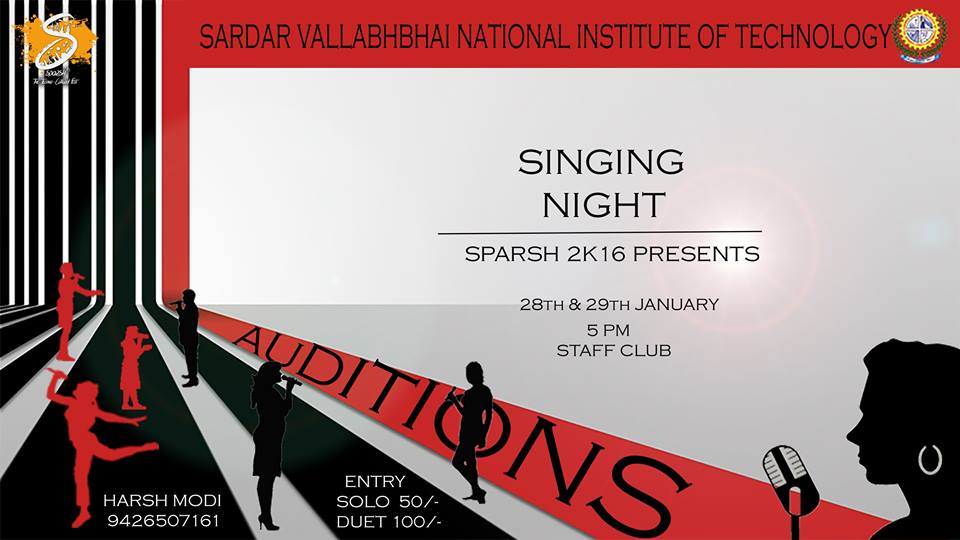 SARDAR VALLABHBHAI NATIONAL INSTITUTE OF TECHNOLOGY
SINGING
NIGHT
SPARSH 2K16 PRESENTS
28TH & 29TH JANUARY
5 PM
STAFF CLUB
AUDITIONS
HARSH MODI
9426507161
ENTRY
SOLO 50/-
DUET 100/-